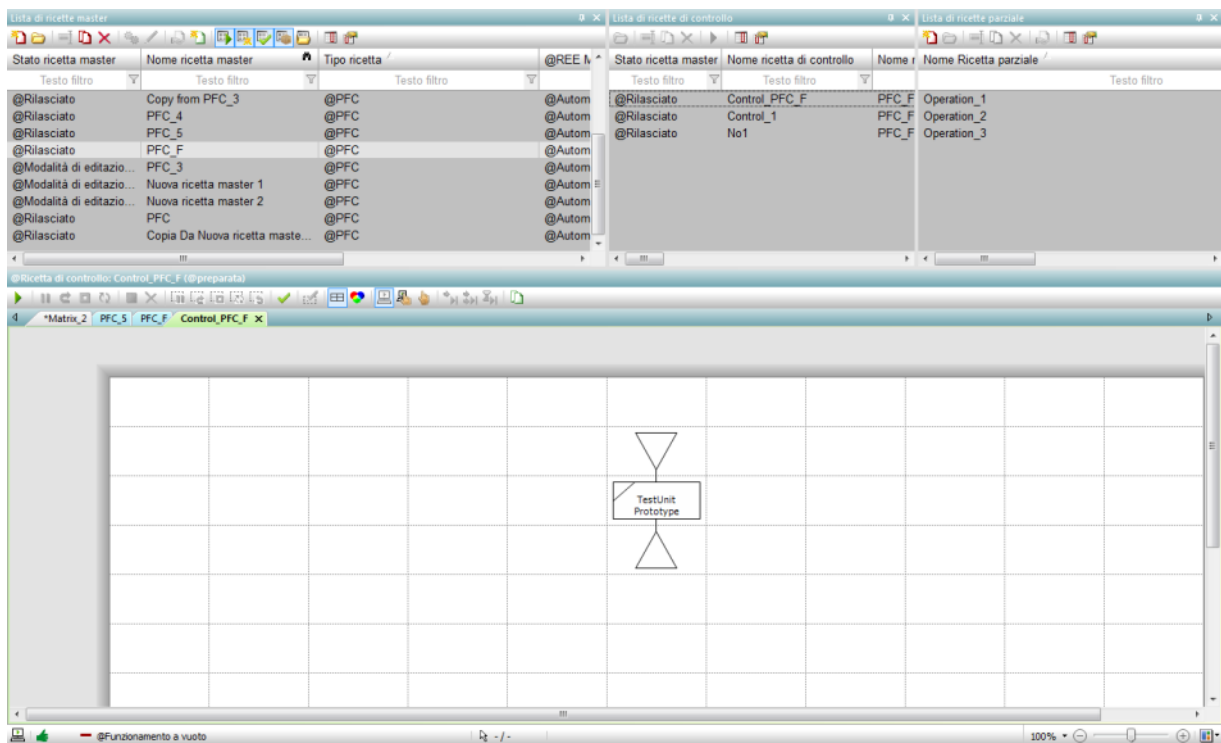 Lista di ricette master
Lista di ricette di controllo
Lista di ricette parziale
Stato ricetta master Nome ricetta master Tipo ricetta @REE M
Stato ricetta master Nome ricetta di controllo Nome r
Nome Ricetta parziale
Testo filtro Testo filtro Testo filtro
Testo filtro Testo filtro
Testo filtro
@Rilasciato Copy from PFC_3 @PFC @Autom
@Rilasciato PFC_4 @PFC @Autom
@Rilasciato PFC_5 @PFC @Autom
@Rilasciato PFC_F @PFC @Autom
@Modalità di editazio... PFC_3 @PFC @Autom
@Modalità di editazio... Nuova ricetta master 1 @PFC @Autom
@Modalità di editazio... Nuova ricetta master 2 @PFC @Autom
@Rilasciato PFC @PFC @Autom
@Rilasciato Copia Da Nuova ricetta maste... @PFC @Autom
@Rilasciato Control_PFC_F PFC_F
@Rilasciato Control_1 PFC_F
@Rilasciato No1 PFC_F
Operation_1
Operation_2
Operation_3
@Ricetta di controllo: Control_PFC_F (@preparata)
*Matrix_2 PFC_5 PFC_F Control_PFC_F
TestUnit
Prototype
@Funzionamento a vuoto
-/-
100%